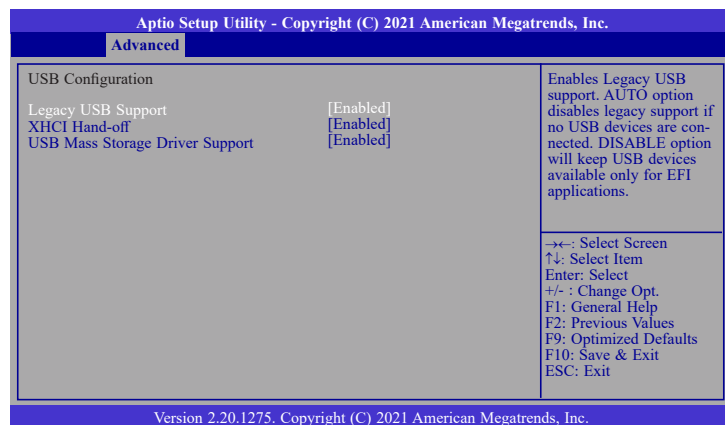 Aptio Setup Utility - Copyright (C) 2021 American Megatrends, Inc.
Advanced
USB Configuration
Legacy USB Support [Enabled]
XHCI Hand-off [Enabled]
USB Mass Storage Driver Support [Enabled]
Enables Legacy USB
support. AUTO option
disables legacy support if
no USB devices are con-
nected. DISABLE option
will keep USB devices
available only for EFI
applications.
→←: Select Screen
↑↓: Select Item
Enter: Select
+/- : Change Opt.
F1: General Help
F2: Previous Values
F9: Optimized Defaults
F10: Save & Exit
ESC: Exit
Version 2.20.1275. Copyright (C) 2021 American Megatrends, Inc.